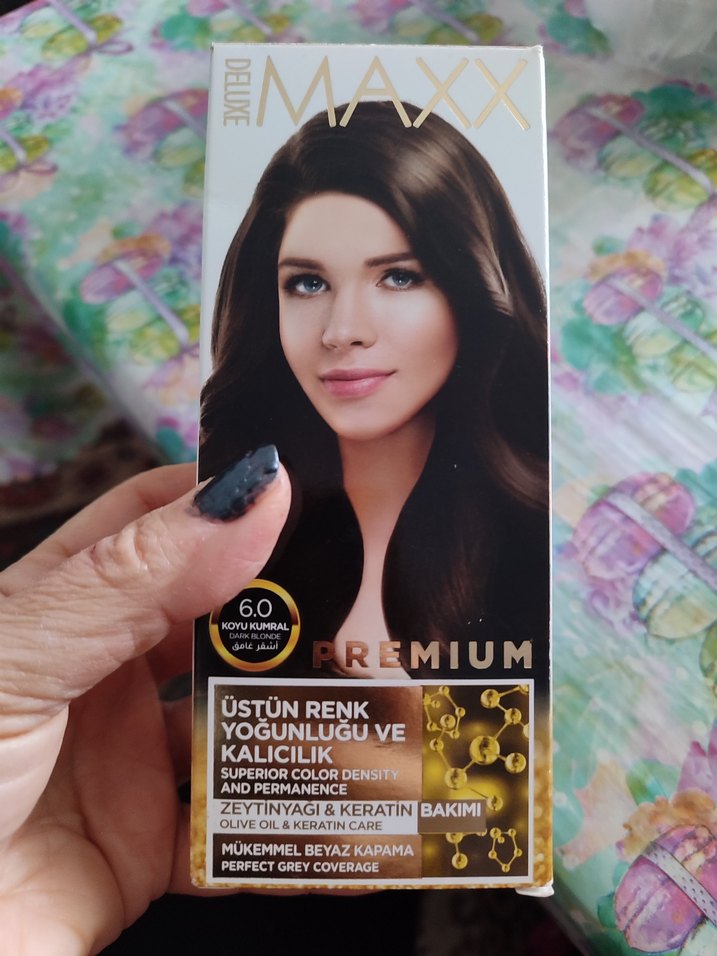 DELUXE
MAXX
6.0
KOYU KUMRAL
DARK BLONDE
أشقر غامق
PREMIUM
ÜSTÜN RENK
YOĞUNLUĞU VE
KALICILIK
SUPERIOR COLOR DENSITY
AND PERMANENCE
ZEYTİNYAĞI & KERATİN BAKIMI
OLIVE OIL & KERATIN CARE
MÜKEMMEL BEYAZ KAPAMA
PERFECT GREY COVERAGE